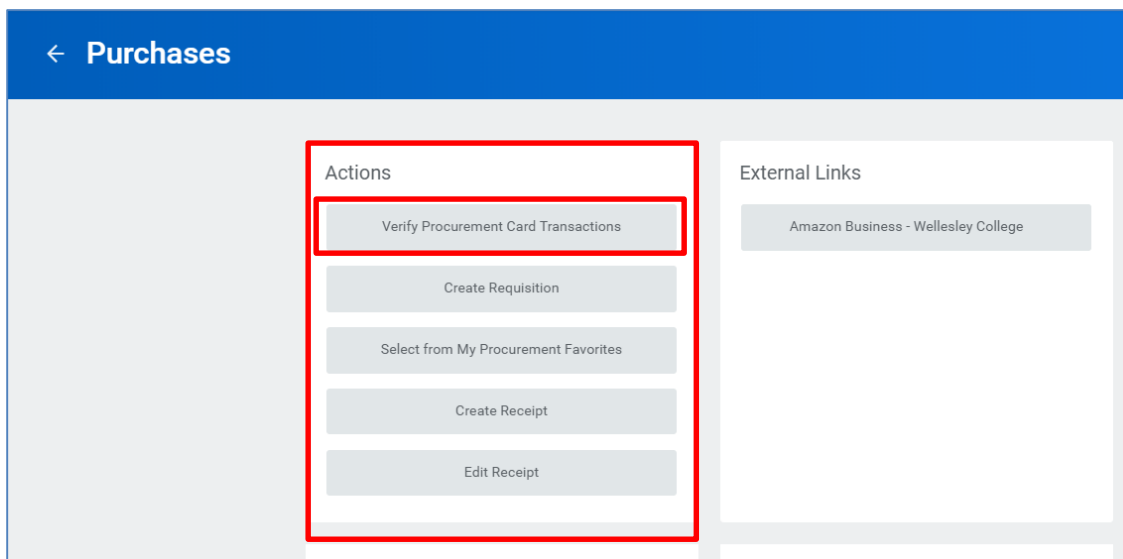 Purchases
Actions
Verify Procurement Card Transactions
Create Requisition
Select from My Procurement Favorites
Create Receipt
Edit Receipt
External Links
Amazon Business - Wellesley College